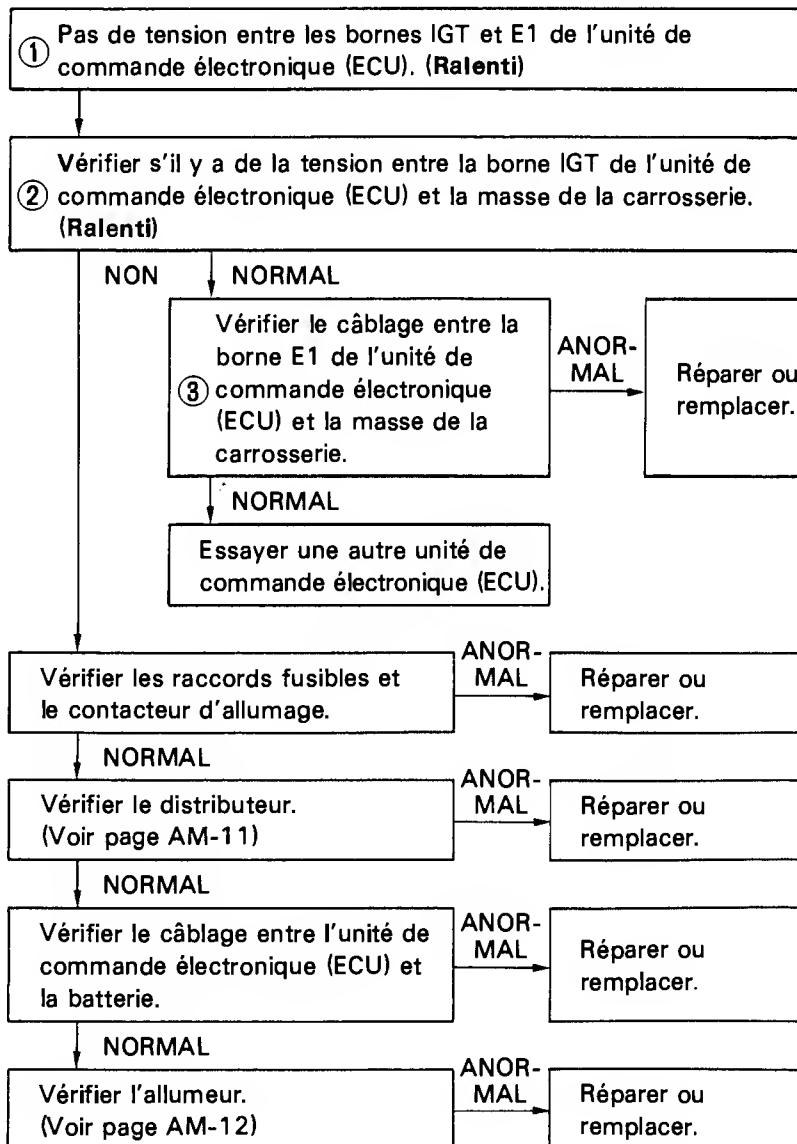 ① Pas de tension entre les bornes IGT et E1 de l'unité de
commande électronique (ECU). (Ralenti)
② Vérifier s'il y a de la tension entre la borne IGT de l'unité de
commande électronique (ECU) et la masse de la carrosserie.
(Ralenti)
NON
NORMAL
③ Vérifier le câblage entre la
borne E1 de l'unité de
commande électronique
(ECU) et la masse de la
carrosserie.
ANOR-
MAL
Réparer ou
remplacer.
NORMAL
Essayer une autre unité de
commande électronique (ECU).
Vérifier les raccords fusibles et
le contacteur d'allumage.
ANOR-
MAL
Réparer ou
remplacer.
NORMAL
Vérifier le distributeur.
(Voir page AM-11)
ANOR-
MAL
Réparer ou
remplacer.
NORMAL
Vérifier le câblage entre l'unité de
commande électronique (ECU) et
la batterie.
ANOR-
MAL
Réparer ou
remplacer.
NORMAL
Vérifier l'allumeur.
(Voir page AM-12)
ANOR-
MAL
Réparer ou
remplacer.